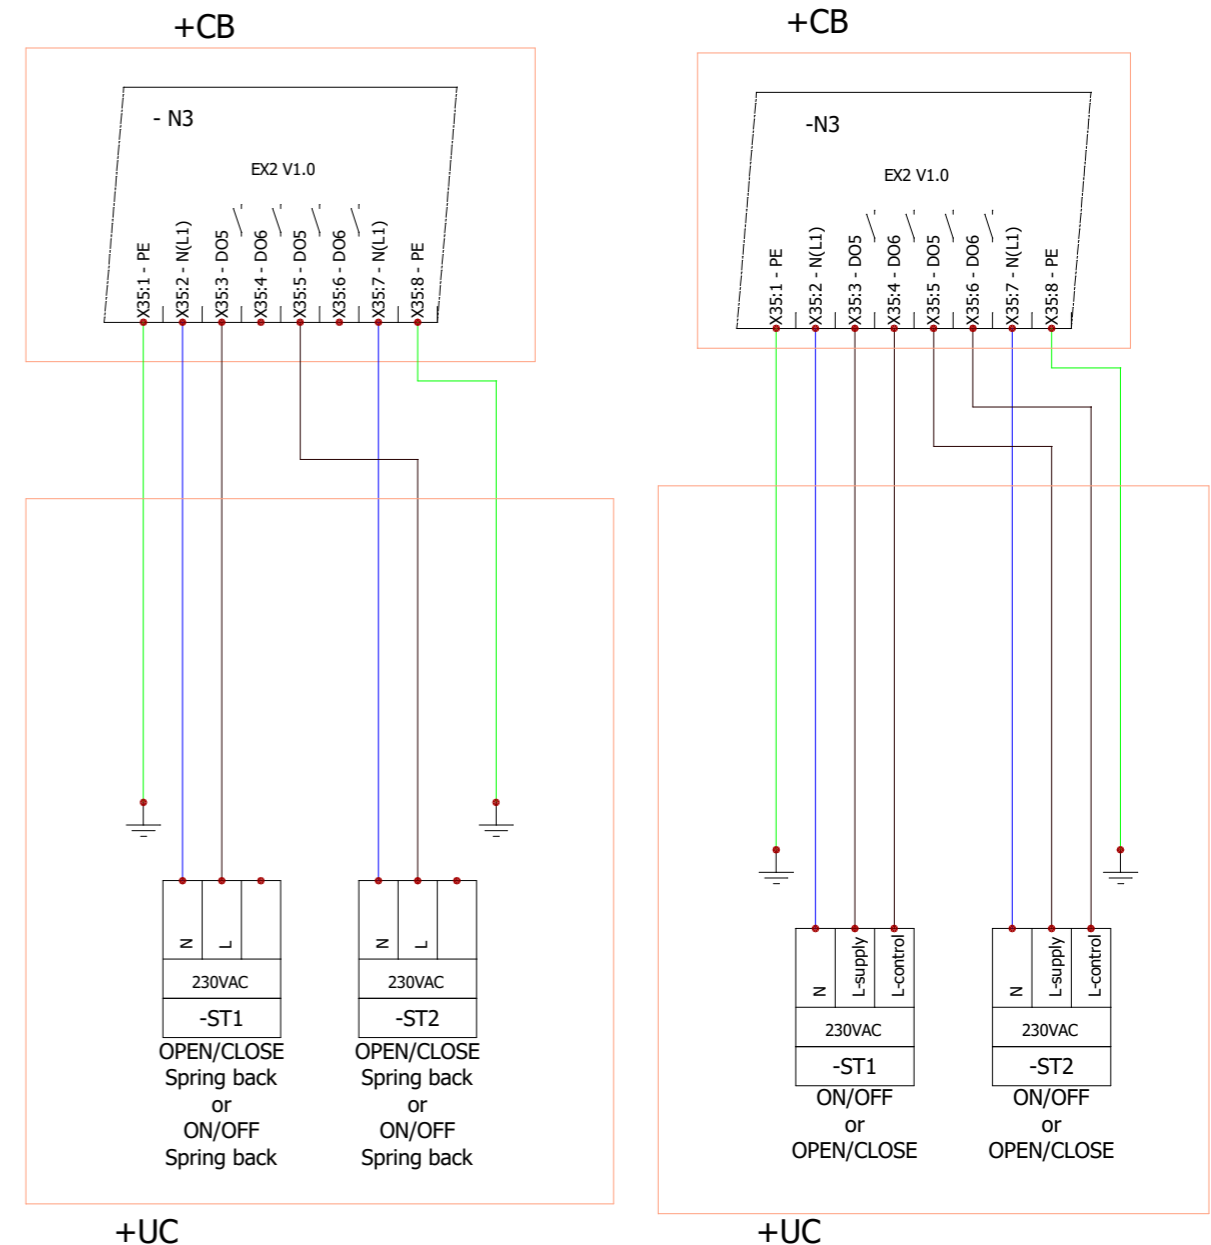 +CB
- N3
EX2 V1.0
X35:1 - PE
X35:2 - N(L1)
X35:3 - DO5
X35:4 - DO6
X35:5 - DO5
X35:6 - DO6
X35:7 - N(L1)
X35:8 - PE
N
L
230VAC
-ST1
OPEN/CLOSE
Spring back
or
ON/OFF
Spring back
N
L
230VAC
-ST2
OPEN/CLOSE
Spring back
or
ON/OFF
Spring back
+UC
+CB
-N3
EX2 V1.0
X35:1 - PE
X35:2 - N(L1)
X35:3 - DO5
X35:4 - DO6
X35:5 - DO5
X35:6 - DO6
X35:7 - N(L1)
X35:8 - PE
N
L-supply
L-control
230VAC
-ST1
ON/OFF
or
OPEN/CLOSE
N
L-supply
L-control
230VAC
-ST2
ON/OFF
or
OPEN/CLOSE
+UC